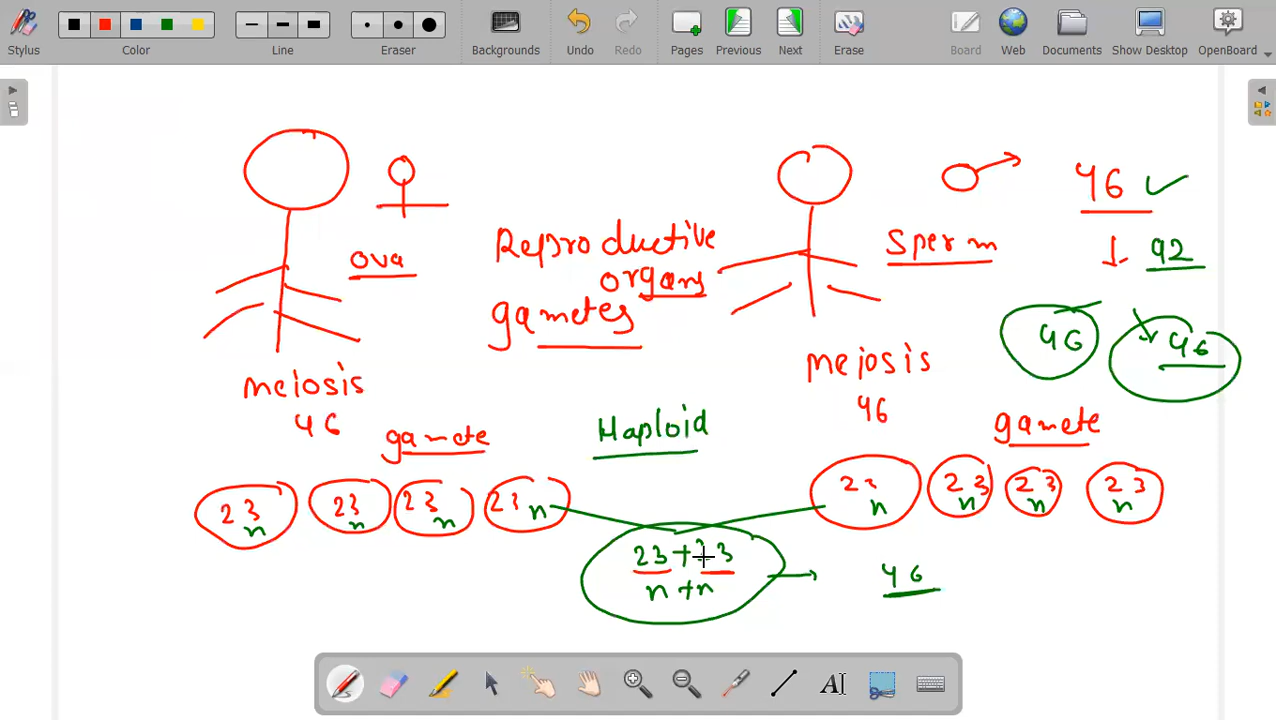 Stylus
Color
Line
Eraser
Backgrounds
Undo
Redo
Pages
Previous
Next
Erase
Board
Web
Documents
Show Desktop
OpenBoard
46
Reproductive
organs
gametes
ova
Sperm
92
46
46
meiosis
46
meiosis
46
gamete
Haploid
gamete
23 n
23 n
23 n
23 n
23 n
23 n
23 n
23 n
23+23
n+n
46